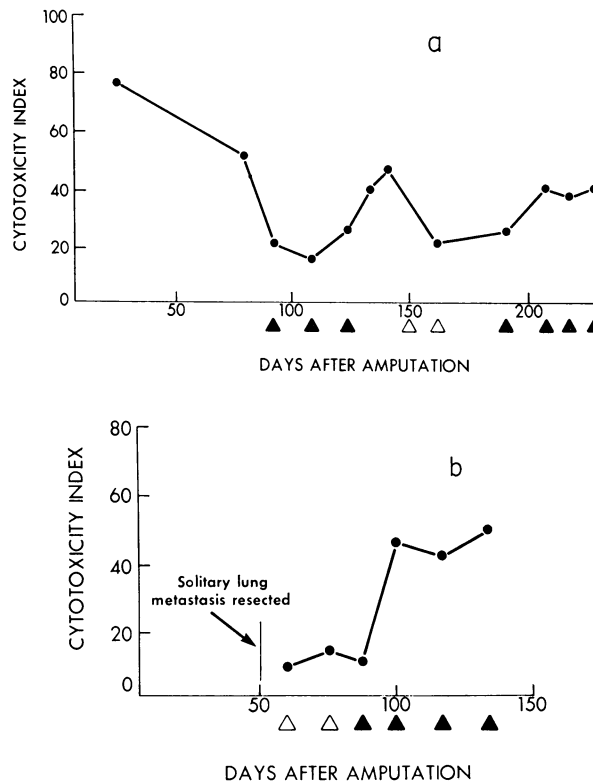 a
100
80
60
40
20
0
CYTOTOXICITY INDEX
50 100 150 200
DAYS AFTER AMPUTATION
b
80
60
40
20
0
CYTOTOXICITY INDEX
Solitary lung
metastasis resected
50 100 150
DAYS AFTER AMPUTATION